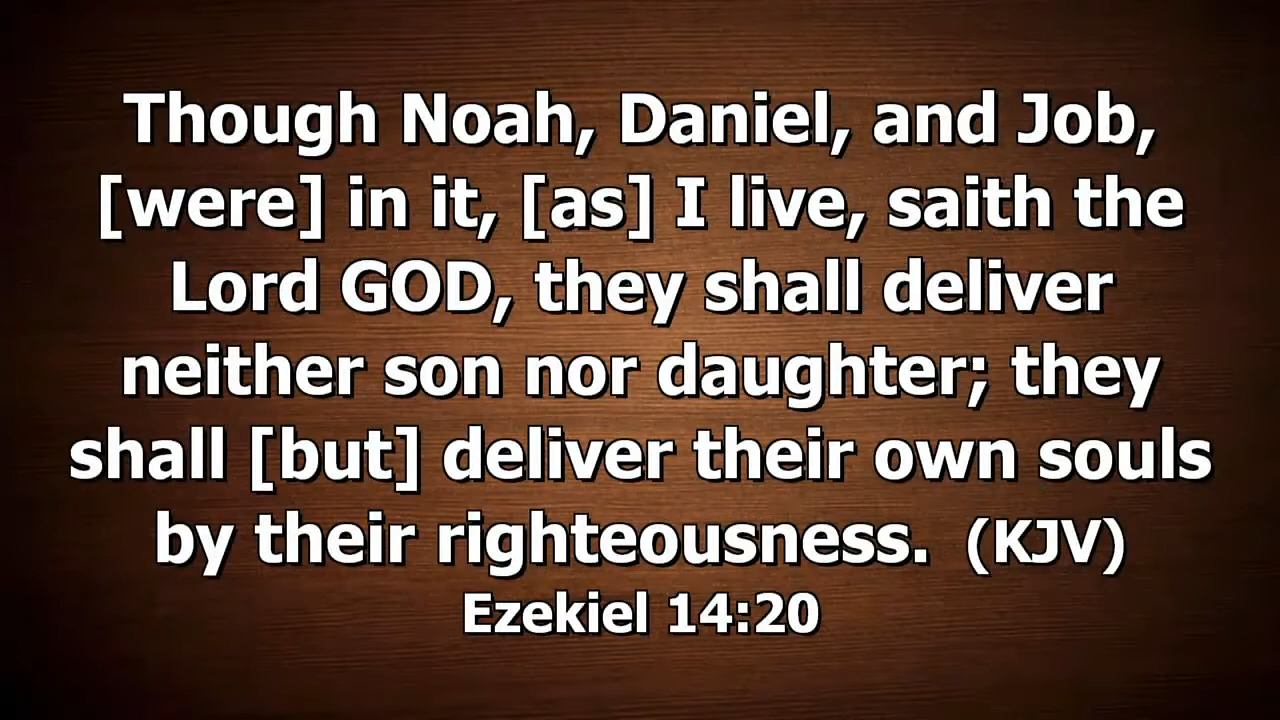 Though Noah, Daniel, and Job,
[were] in it, [as] I live, saith the
Lord GOD, they shall deliver
neither son nor daughter; they
shall [but] deliver their own souls
by their righteousness.  (KJV)
Ezekiel 14:20